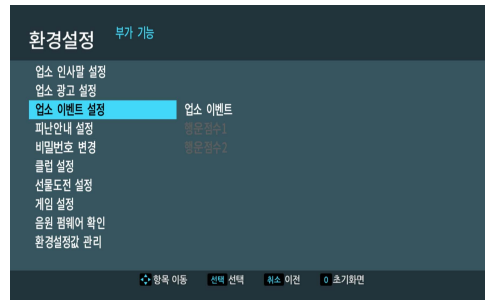 환경설정 부가 기능
업소 인사말 설정
업소 광고 설정
업소 이벤트 설정 업소 이벤트
피난안내 설정 행운점수1
비밀번호 변경 행운점수2
클럽 설정
선물도전 설정
게임 설정
음원 펌웨어 확인
환경설정값 관리
항목 이동 선택 선택 취소 이전 0 초기화면